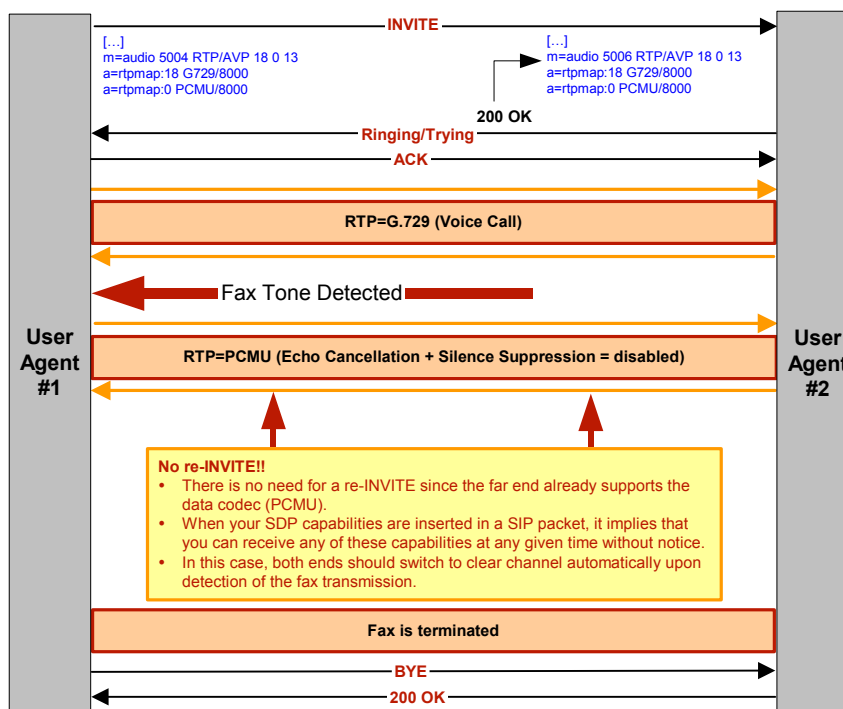 INVITE
[…]
m=audio 5004 RTP/AVP 18 0 13
a=rtpmap:18 G729/8000
a=rtpmap:0 PCMU/8000
[…]
m=audio 5006 RTP/AVP 18 0 13
a=rtpmap:18 G729/8000
a=rtpmap:0 PCMU/8000
200 OK
Ringing/Trying
ACK
RTP=G.729 (Voice Call)
Fax Tone Detected
User
Agent
#1
RTP=PCMU (Echo Cancellation + Silence Suppression = disabled)
User
Agent
#2
No re-INVITE!!
• There is no need for a re-INVITE since the far end already supports the
data codec (PCMU).
• When your SDP capabilities are inserted in a SIP packet, it implies that
you can receive any of these capabilities at any given time without notice.
• In this case, both ends should switch to clear channel automatically upon
detection of the fax transmission.
Fax is terminated
BYE
200 OK